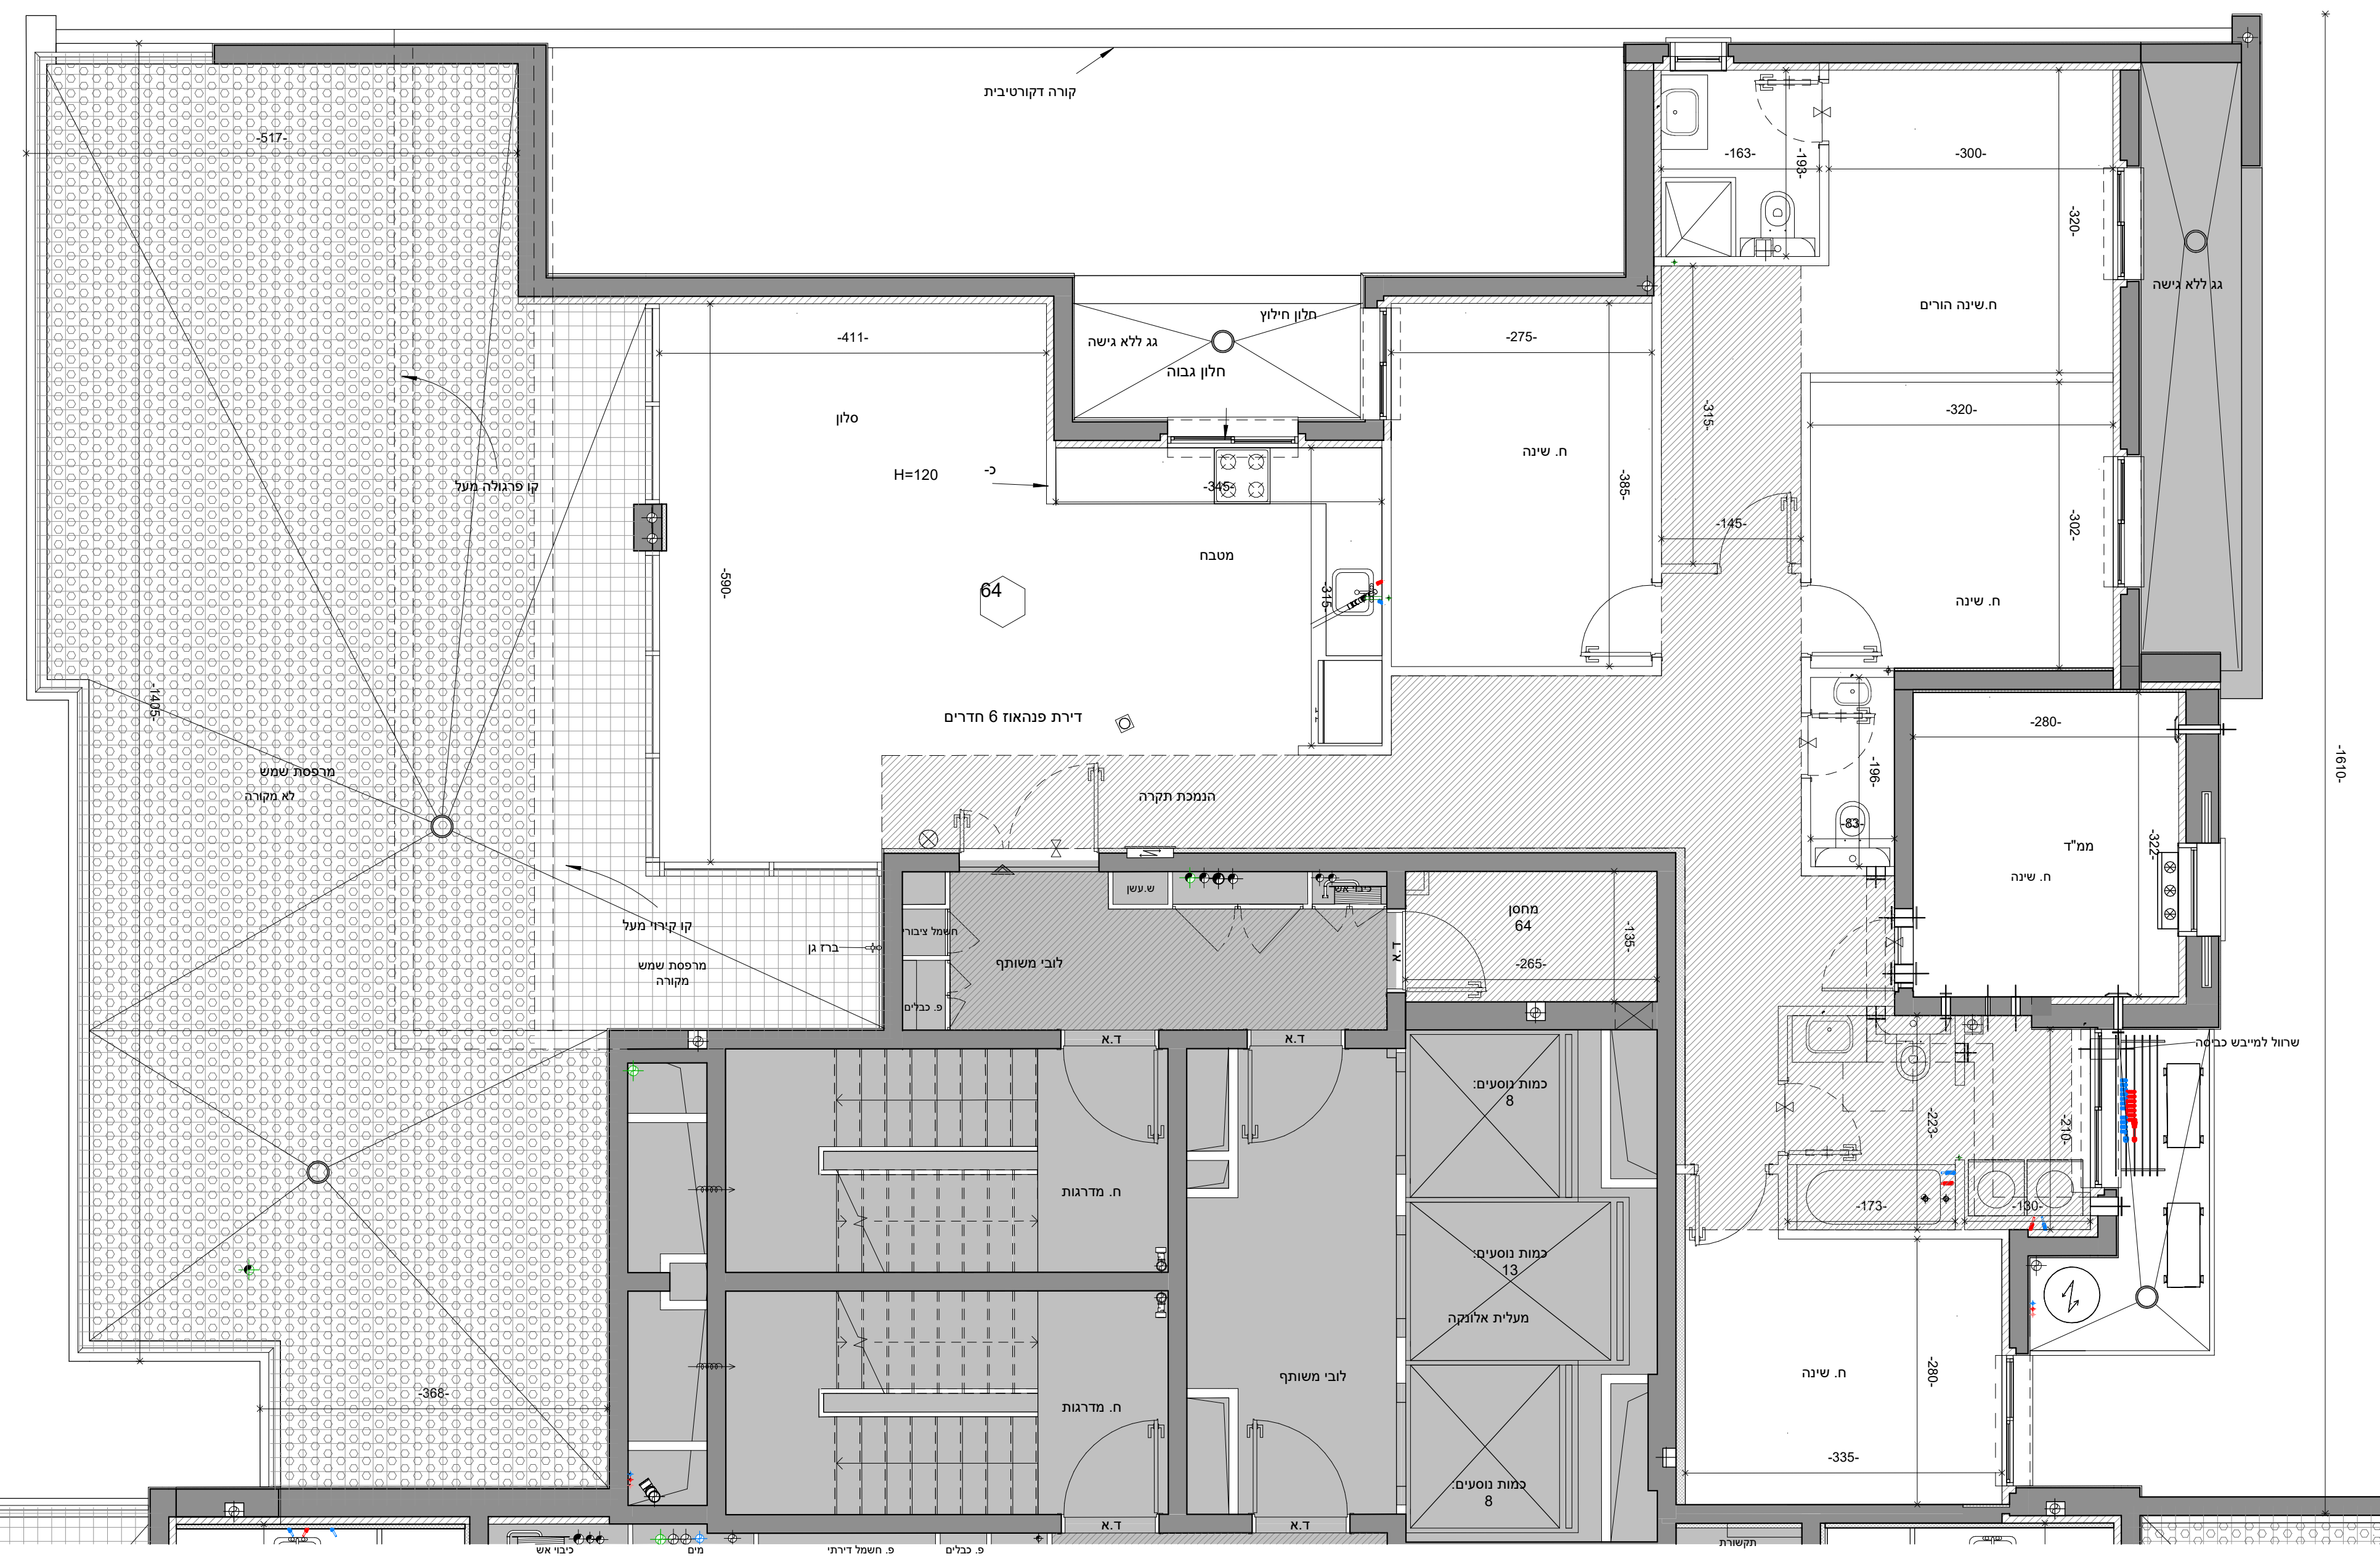 קורה דקורטיבית
-517-
-163-
-193-
-300-
-320-
גג ללא גישה
ח.שינה הורים
חלון חילוץ
גג ללא גישה
חלון גבוה
-411-
-275-
סלון
-315-
-320-
ח. שינה
H=120
כ-
-345-
-385-
קו פרגולה מעל
-145-
-302-
מטבח
64
-590-
-315-
ח. שינה
-1405-
דירת פנהאוז 6 חדרים
-280-
מרפסת שמש
לא מקורה
-196-
-1610-
הנמכת תקרה
-83-
ממ"ד
-322-
ח. שינה
ש.עשן
כיבוי אש
מחסן
64
קו קירוי מעל
חשמל ציבורי
ברז גן
-135-
ד.א
לובי משותף
-265-
מרפסת שמש
מקורה
פ. כבלים
ד.א
ד.א
שרוול למייבש כביסה
כמות נוסעים:
8
-223-
-210-
ח. מדרגות
-173-
-130-
כמות נוסעים:
13
מעלית אלונקה
לובי משותף
ח. שינה
-280-
-368-
ח. מדרגות
-335-
כמות נוסעים:
8
ד.א
ד.א
כיבוי אש
מים
פ. חשמל דירתי
פ. כבלים
תקשורת